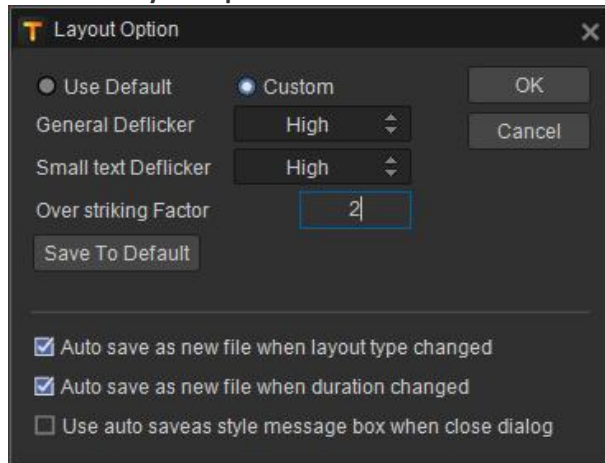 T Layout Option
Use Default Custom OK
General Deflicker High Cancel
Small text Deflicker High
Over striking Factor 2
Save To Default
Auto save as new file when layout type changed
Auto save as new file when duration changed
Use auto saveas style message box when close dialog